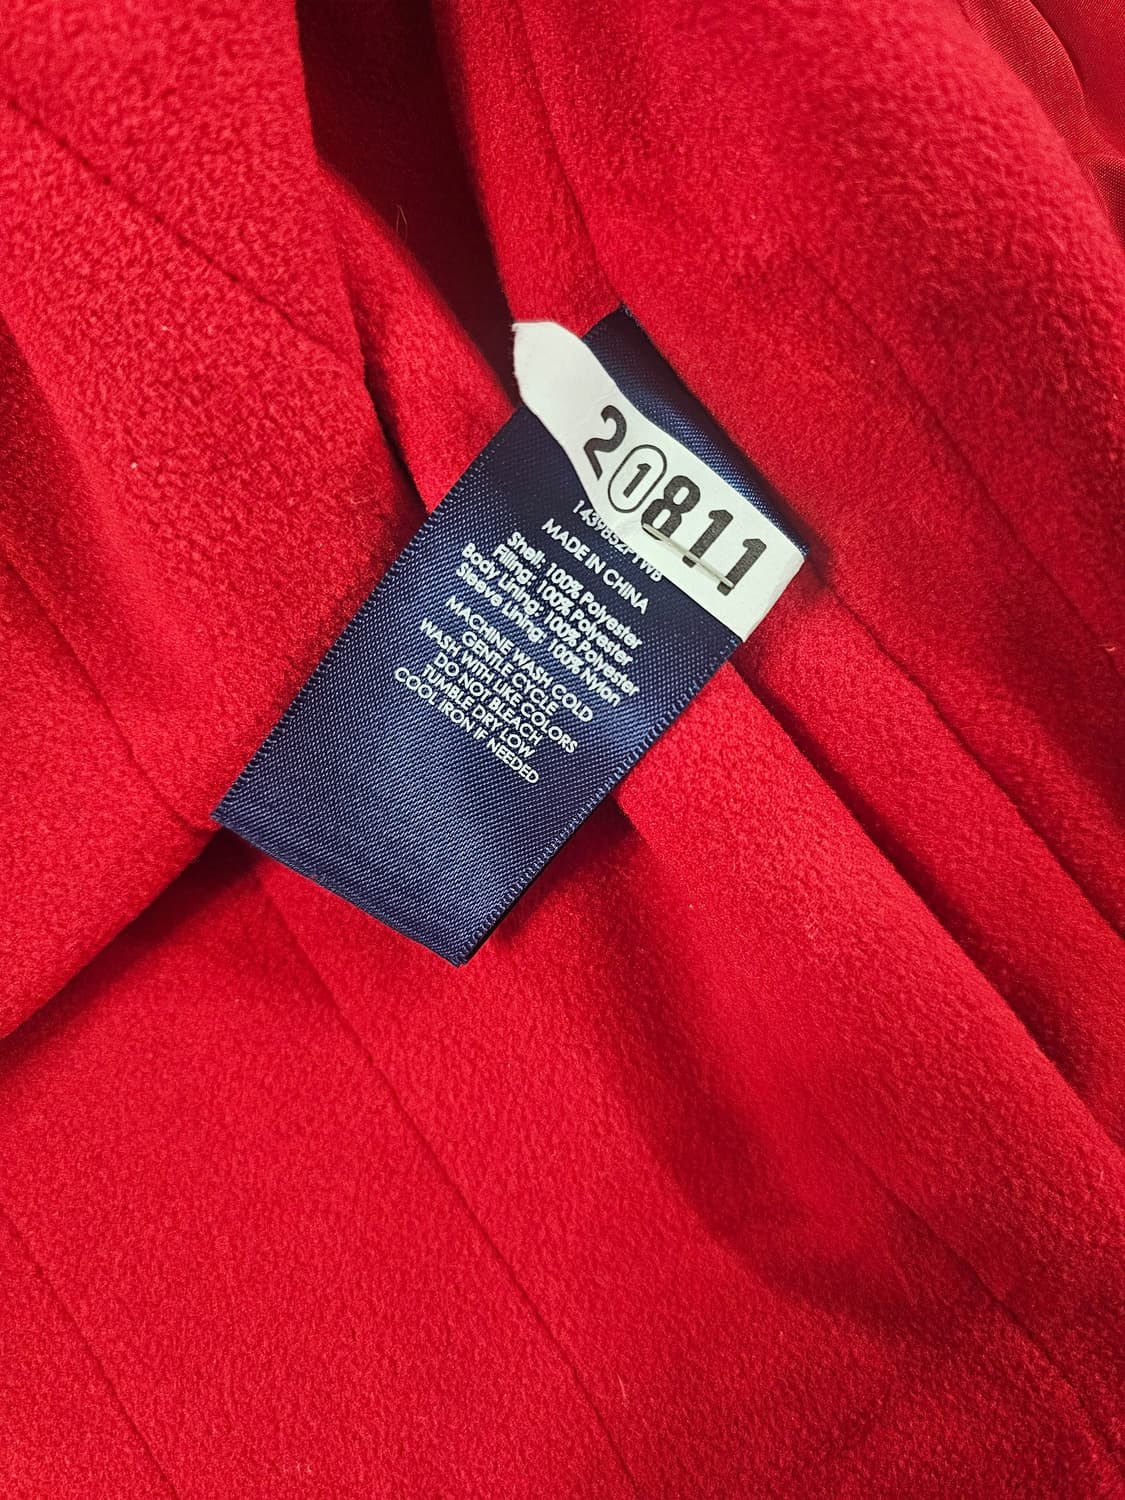 20811
MADE IN CHINA
Shell: 100% Polyester
Filling: 100% Polyester
Body Lining: 100% Polyester
Sleeve Lining: 100% Nylon
MACHINE WASH COLD
GENTLE CYCLE
WASH WITH LIKE COLORS
DO NOT BLEACH
TUMBLE DRY LOW
COOL IRON IF NEEDED